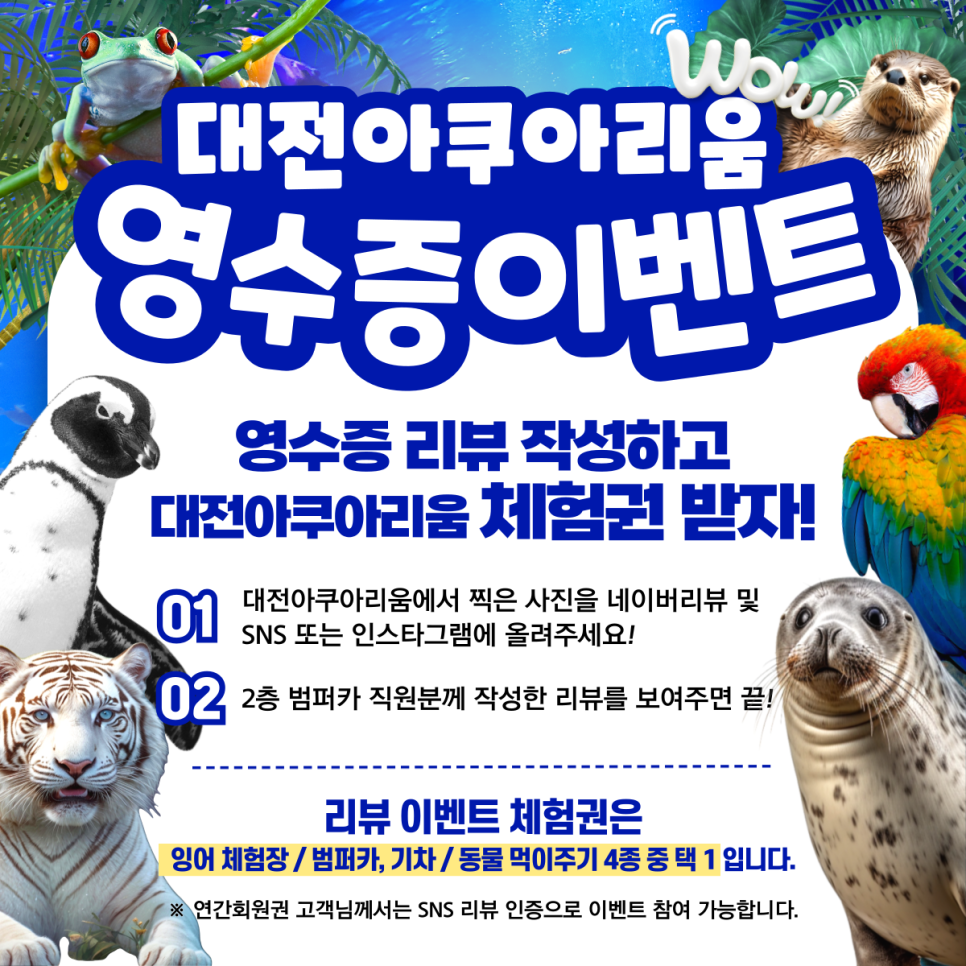 Wow!
대전아쿠아리움
영수증이벤트
영수증 리뷰 작성하고
대전아쿠아리움 체험권 받자!
01 대전아쿠아리움에서 찍은 사진을 네이버리뷰 및
SNS 또는 인스타그램에 올려주세요!
02 2층 범퍼카 직원분께 작성한 리뷰를 보여주면 끝!
리뷰 이벤트 체험권은
잉어 체험장 / 범퍼카, 기차 / 동물 먹이주기 4종 중 택 1 입니다.
※ 연간회원권 고객님께서는 SNS 리뷰 인증으로 이벤트 참여 가능합니다.